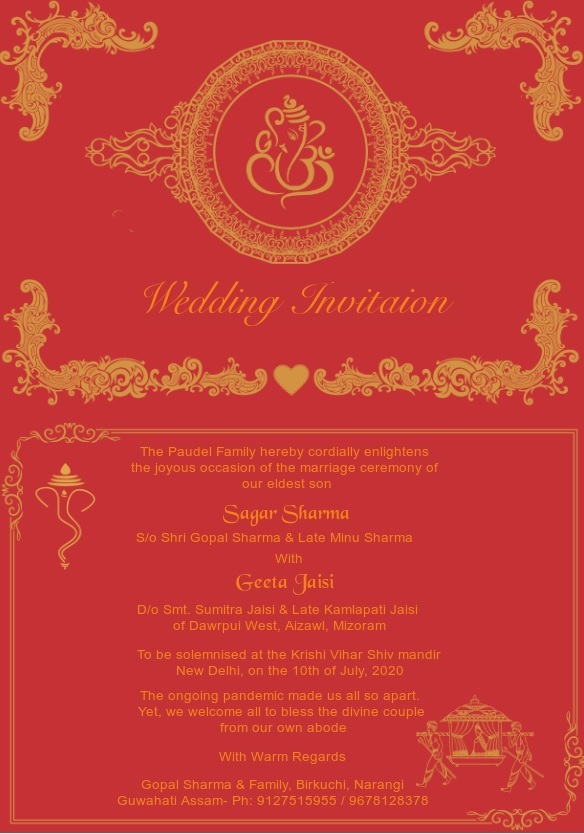 Wedding Invitaion
The Paudel Family hereby cordially enlightens
the joyous occasion of the marriage ceremony of
our eldest son
Sagar Sharma
S/o Shri Gopal Sharma & Late Minu Sharma
With
Geeta Jaisi
D/o Smt. Sumitra Jaisi & Late Kamlapati Jaisi
of Dawrpui West, Aizawl, Mizoram
To be solemnised at the Krishi Vihar Shiv mandir
New Delhi, on the 10th of July, 2020
The ongoing pandemic made us all so apart.
Yet, we welcome all to bless the divine couple
from our own abode
With Warm Regards
Gopal Sharma & Family, Birkuchi, Narangi
Guwahati Assam- Ph: 9127515955 / 9678128378